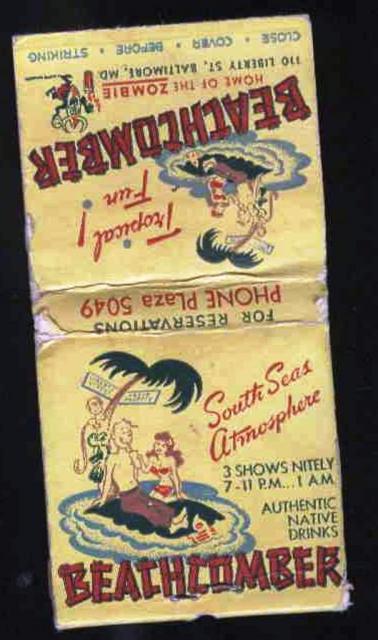 CLOSE COVER BEFORE STRIKING
110 LIBERTY ST. BALTIMORE, MD.
HOME OF THE ZOMBIE
BEACHCOMBER
Tropical
Fun!
FOR RESERVATIONS
PHONE Plaza 5049
South Seas
Atmosphere
3 SHOWS NITELY
7-11 P.M...1 A.M.
AUTHENTIC
NATIVE
DRINKS
BEACHCOMBER